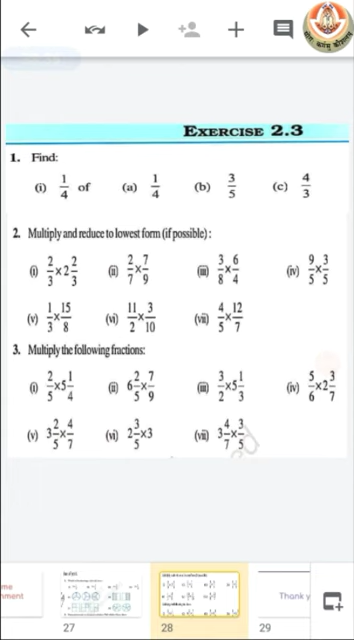 EXERCISE 2.3
1. Find:
(i) 1/4 of (a) 1/4 (b) 3/5 (c) 4/3
2. Multiply and reduce to lowest form (if possible) :
(i) 2/3 × 2 2/3 (ii) 2/7 × 7/9 (iii) 3/8 × 6/4 (iv) 9/5 × 3/5
(v) 1/3 × 15/8 (vi) 11/2 × 3/10 (vii) 4/5 × 12/7
3. Multiply the following fractions:
(i) 2/5 × 5 1/4 (ii) 6 2/5 × 7/9 (iii) 3/2 × 5 1/3 (iv) 5/6 × 2 3/7
(v) 3 2/5 × 4/7 (vi) 2 3/5 × 3 (vii) 3 4/7 × 3/5
Thank y
27 28 29